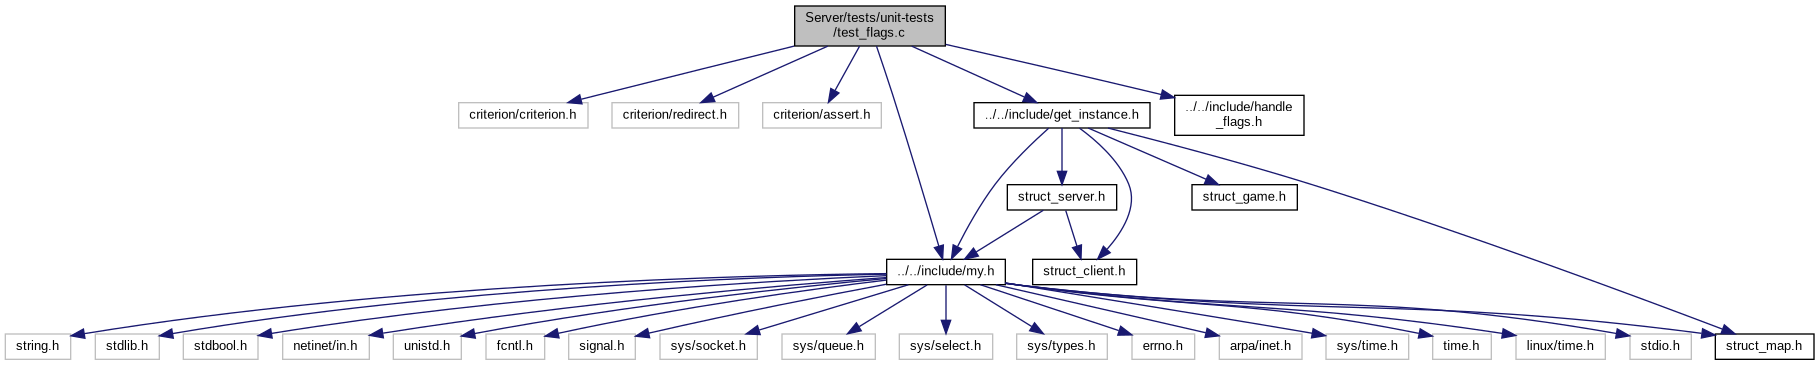 Server/tests/unit-tests
/test_flags.c
criterion/criterion.h
criterion/redirect.h
criterion/assert.h
../../include/get_instance.h
../../include/handle
_flags.h
struct_server.h
struct_game.h
../../include/my.h
struct_client.h
string.h
stdlib.h
stdbool.h
netinet/in.h
unistd.h
fcntl.h
signal.h
sys/socket.h
sys/queue.h
sys/select.h
sys/types.h
errno.h
arpa/inet.h
sys/time.h
time.h
linux/time.h
stdio.h
struct_map.h